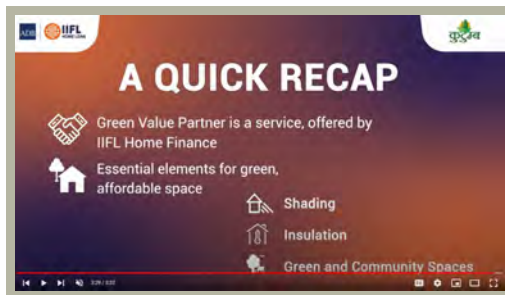 ADB
IIFL
HOME LOAN
कुटुम्ब
A QUICK RECAP
Green Value Partner is a service, offered by
IIFL Home Finance
Essential elements for green,
affordable space
Shading
Insulation
Green and Community Spaces